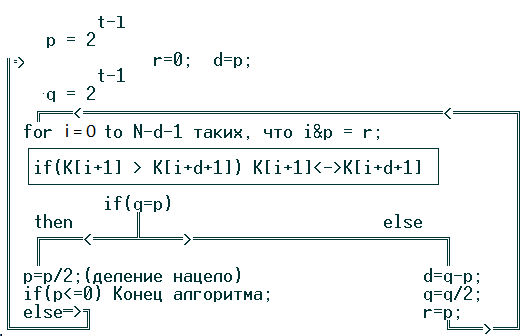 t-1
p = 2
=> r=0; d=p;
t-1
q = 2
for i=0 to N-d-1 таких, что i&p = r;
if(K[i+1] > K[i+d+1]) K[i+1]<->K[i+d+1]
if(q=p)
then else
p=p/2;(деление нацело) d=q-p;
if(p<=0) Конец алгоритма; q=q/2;
else=> r=p;